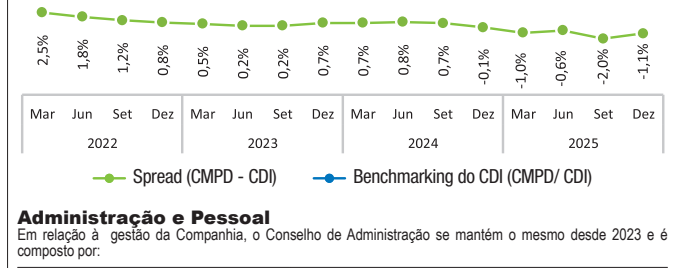 2,5% 1,8% 1,2% 0,8% 0,5% 0,2% 0,2% 0,7% 0,7% 0,8% 0,7% -0,1% -1,0% -0,6% -2,0% -1,1%
Mar Jun Set Dez Mar Jun Set Dez Mar Jun Set Dez Mar Jun Set Dez
2022 2023 2024 2025
Spread (CMPD - CDI) Benchmarking do CDI (CMPD/ CDI)
Administração e Pessoal
Em relação à gestão da Companhia, o Conselho de Administração se mantém o mesmo desde 2023 e é
composto por: